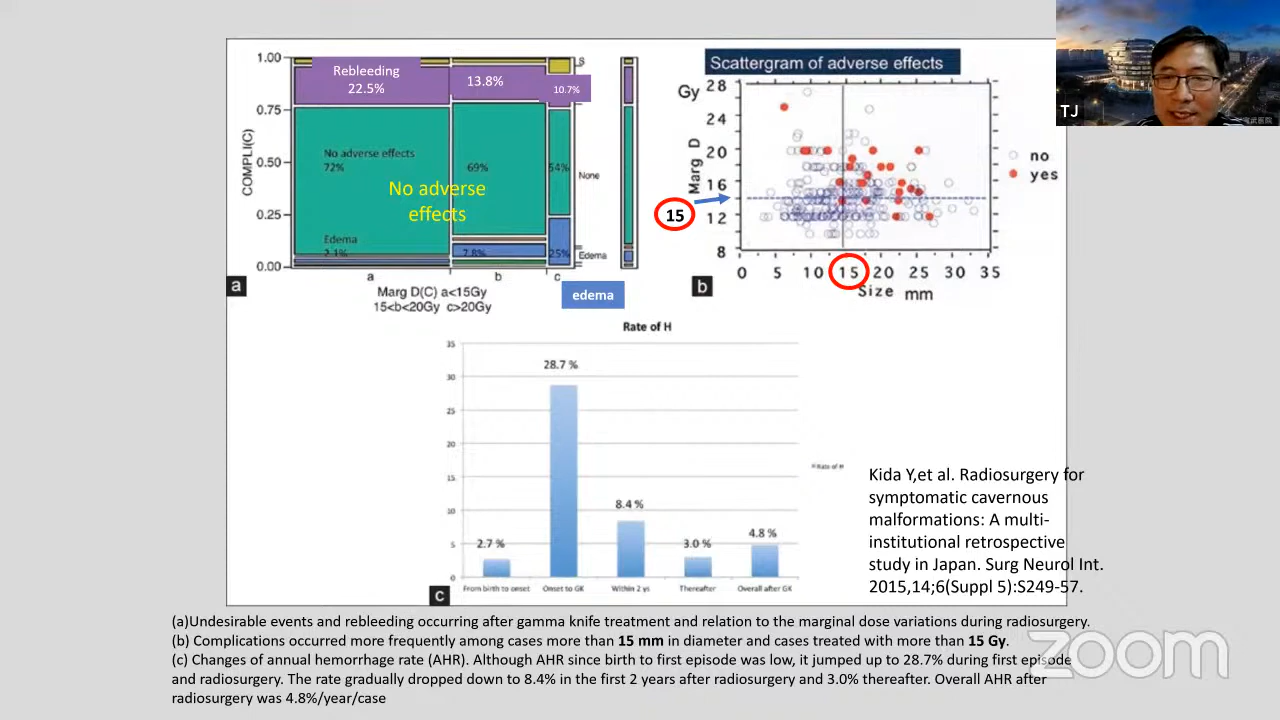 TJ
Scattergram of adverse effects
1.00
0.75
0.50
0.25
0.00
COMPLI(C)
Rebleeding
22.5%
13.8%
10.7%
No adverse effects
72%
69%
54%
No adverse
effects
Edema
2.1%
7.8%
25%
S
None
Edema
a b c
a
Marg D(C) a<15Gy
15<b<20Gy c>20Gy
edema
Gy
28
24
20
16
12
8
Marg D
15
0 5 10 15 20 25 30 35
Size mm
no
yes
b
Rate of H
35
30
25
20
15
10
5
0
2.7 %
28.7 %
8.4 %
3.0 %
4.8 %
From birth to onset Onset to GK Within 2 ys Thereafter Overall after GK
Rate of H
c
Kida Y,et al. Radiosurgery for
symptomatic cavernous
malformations: A multi-
institutional retrospective
study in Japan. Surg Neurol Int.
2015,14;6(Suppl 5):S249-57.
(a)Undesirable events and rebleeding occurring after gamma knife treatment and relation to the marginal dose variations during radiosurgery.
(b) Complications occurred more frequently among cases more than 15 mm in diameter and cases treated with more than 15 Gy.
(c) Changes of annual hemorrhage rate (AHR). Although AHR since birth to first episode was low, it jumped up to 28.7% during first episode
and radiosurgery. The rate gradually dropped down to 8.4% in the first 2 years after radiosurgery and 3.0% thereafter. Overall AHR after
radiosurgery was 4.8%/year/case
zoom